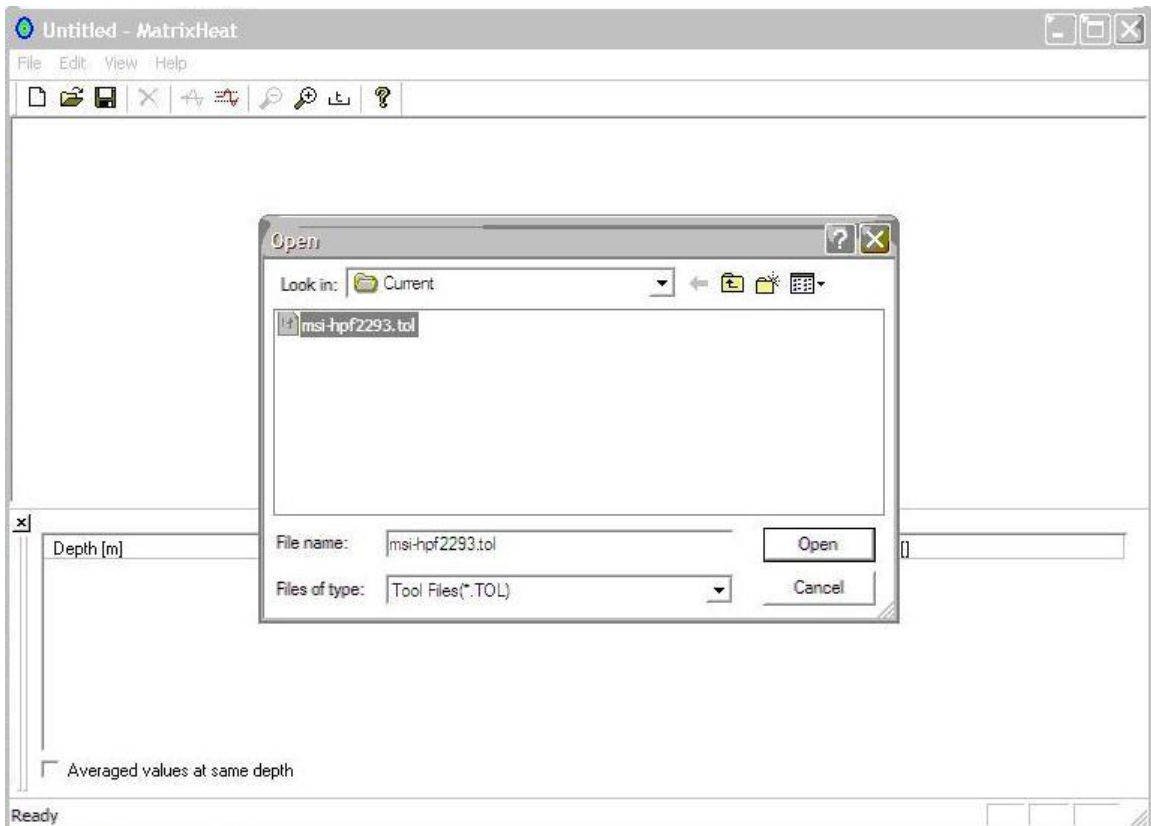 Untitled - MatrixHeat
File Edit View Help
Open
Look in: Current
msi-hpf2293.tol
File name: msi-hpf2293.tol Open
Depth [m] []
Files of type: Tool Files(*.TOL) Cancel
Averaged values at same depth
Ready